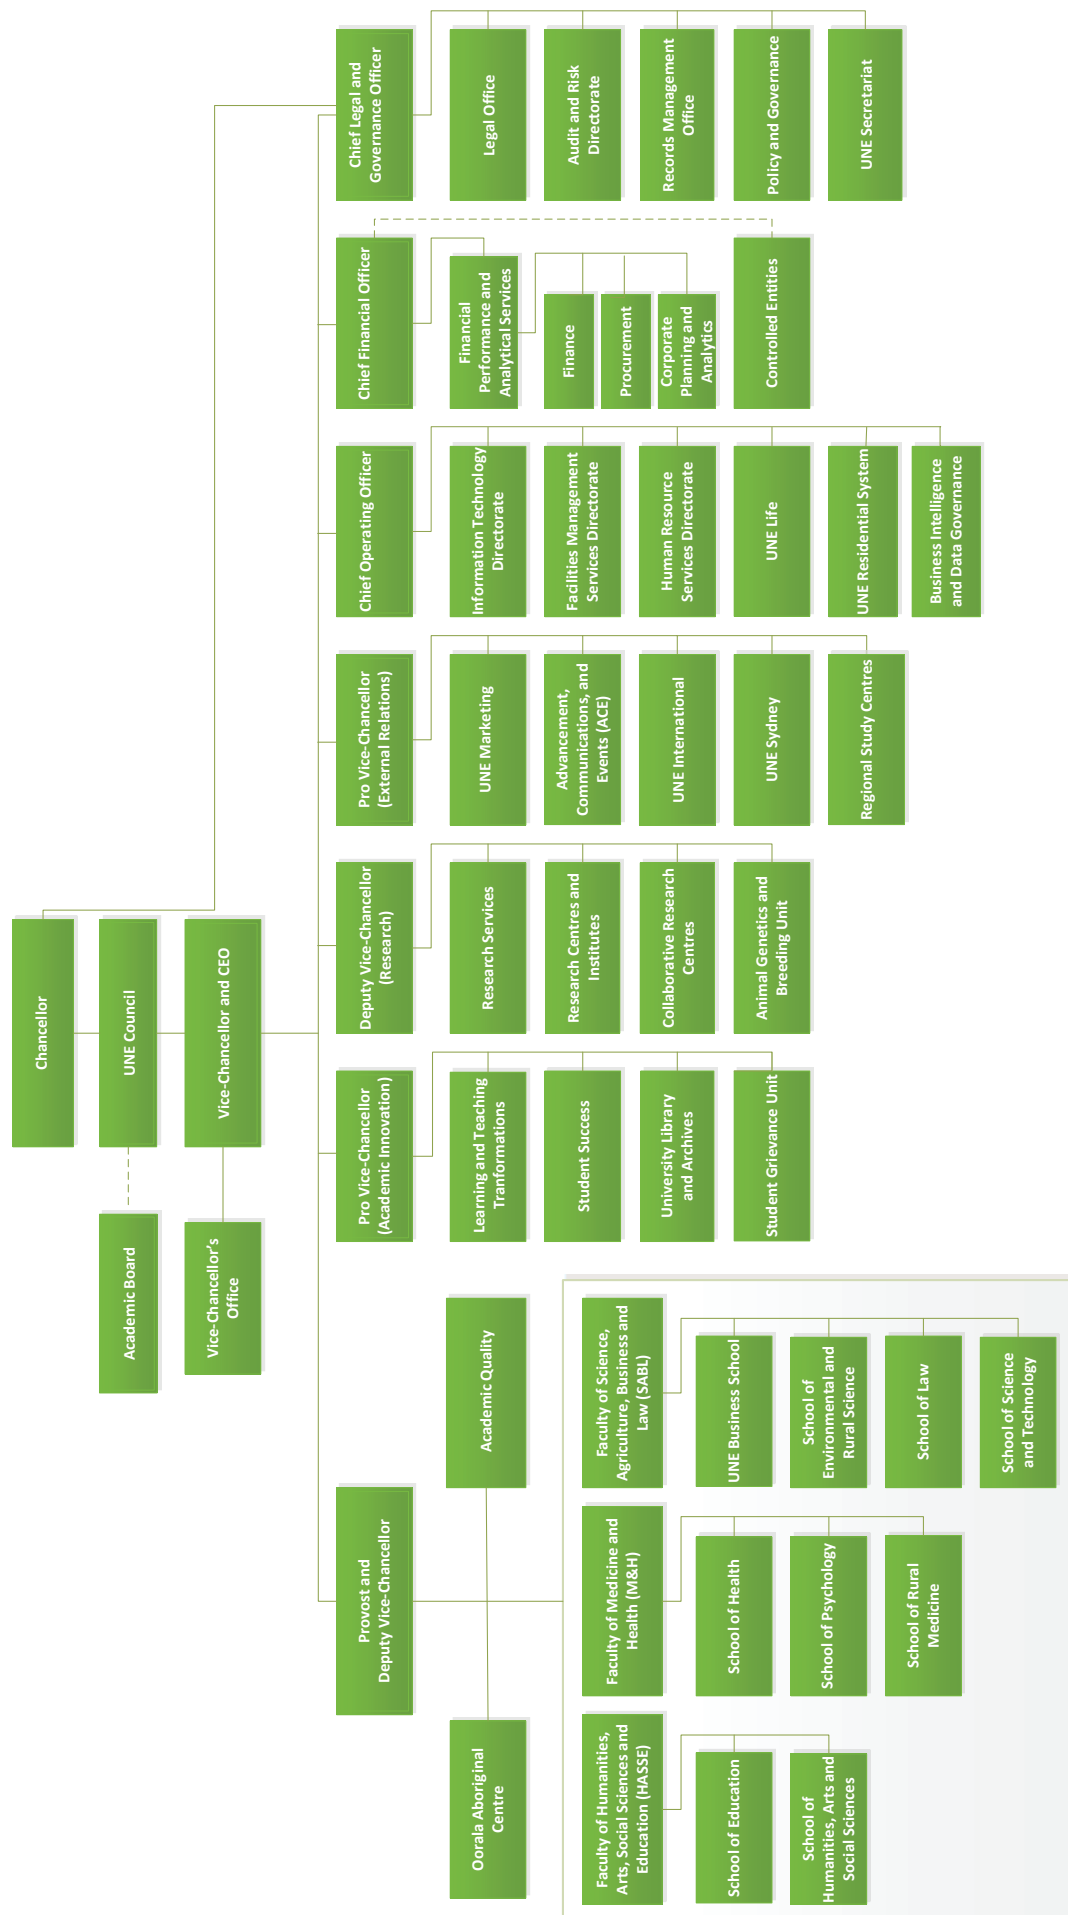 Chancellor
UNE Council
Academic Board
Vice-Chancellor and CEO
Vice-Chancellor's
Office
Provost and
Deputy Vice-Chancellor
Oorala Aboriginal
Centre
Academic Quality
Faculty of Humanities,
Arts, Social Sciences and
Education (HASSE)
School of Education
School of
Humanities, Arts and
Social Sciences
Faculty of Medicine and
Health (M&H)
School of Health
School of Psychology
School of Rural
Medicine
Faculty of Science,
Agriculture, Business and
Law (SABL)
UNE Business School
School of
Environmental and
Rural Science
School of Law
School of Science
and Technology
Pro Vice-Chancellor
(Academic Innovation)
Learning and Teaching
Tranformations
Student Success
University Library
and Archives
Student Grievance Unit
Deputy Vice-Chancellor
(Research)
Research Services
Research Centres and
Institutes
Collaborative Research
Centres
Animal Genetics and
Breeding Unit
Pro Vice-Chancellor
(External Relations)
UNE Marketing
Advancement,
Communications, and
Events (ACE)
UNE International
UNE Sydney
Regional Study Centres
Chief Operating Officer
Information Technology
Directorate
Facilities Management
Services Directorate
Human Resource
Services Directorate
UNE Life
UNE Residential System
Business Intelligence
and Data Governance
Chief Financial Officer
Financial
Performance and
Analytical Services
Finance
Procurement
Corporate
Planning and
Analytics
Controlled Entities
Chief Legal and
Governance Officer
Legal Office
Audit and Risk
Directorate
Records Management
Office
Policy and Governance
UNE Secretariat